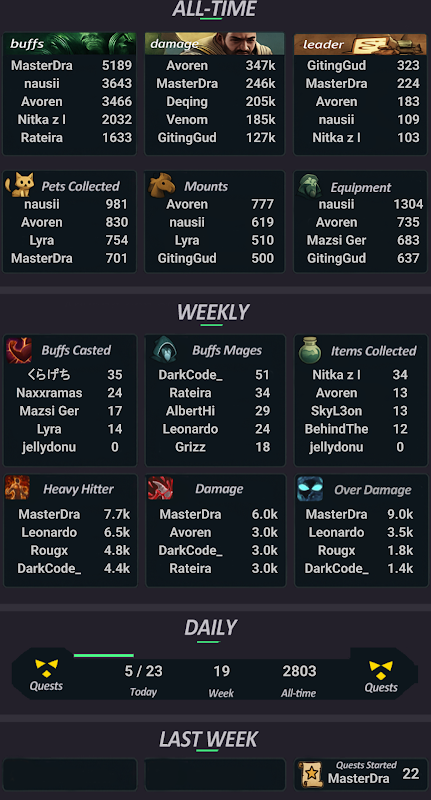 ALL-TIME
buffs
MasterDra 5189
nausii 3643
Avoren 3466
Nitka z l 2032
Rateira 1633
damage
Avoren 347k
MasterDra 246k
Deqing 205k
Venom 185k
GitingGud 127k
leader
GitingGud 323
MasterDra 224
Avoren 183
nausii 109
Nitka z l 103
Pets Collected
nausii 981
Avoren 830
Lyra 754
MasterDra 701
Mounts
Avoren 777
nausii 619
Lyra 510
GitingGud 500
Equipment
nausii 1304
Avoren 735
Mazsi Ger 683
GitingGud 637
WEEKLY
Buffs Casted
くらげち 35
Naxxramas 24
Mazsi Ger 17
Lyra 14
jellydonu 0
Buffs Mages
DarkCode_ 51
Rateira 34
AlbertHi 29
Leonardo 24
Grizz 18
Items Collected
Nitka z l 34
Avoren 13
SkyL3on 13
BehindThe 12
jellydonu 0
Heavy Hitter
MasterDra 7.7k
Leonardo 6.5k
Rougx 4.8k
DarkCode_ 4.4k
Damage
MasterDra 6.0k
Avoren 3.0k
DarkCode_ 3.0k
Rateira 3.0k
Over Damage
MasterDra 9.0k
Leonardo 3.5k
Rougx 1.8k
DarkCode_ 1.4k
DAILY
Quests
5 / 23
Today
19
Week
2803
All-time
Quests
LAST WEEK
Quests Started
MasterDra 22